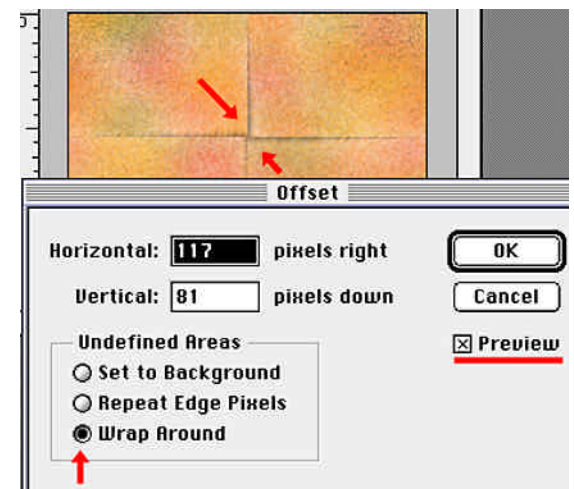 Offset
Horizontal: 117 pixels right OK
Vertical: 81 pixels down Cancel
Undefined Areas Preview
Set to Background
Repeat Edge Pixels
Wrap Around